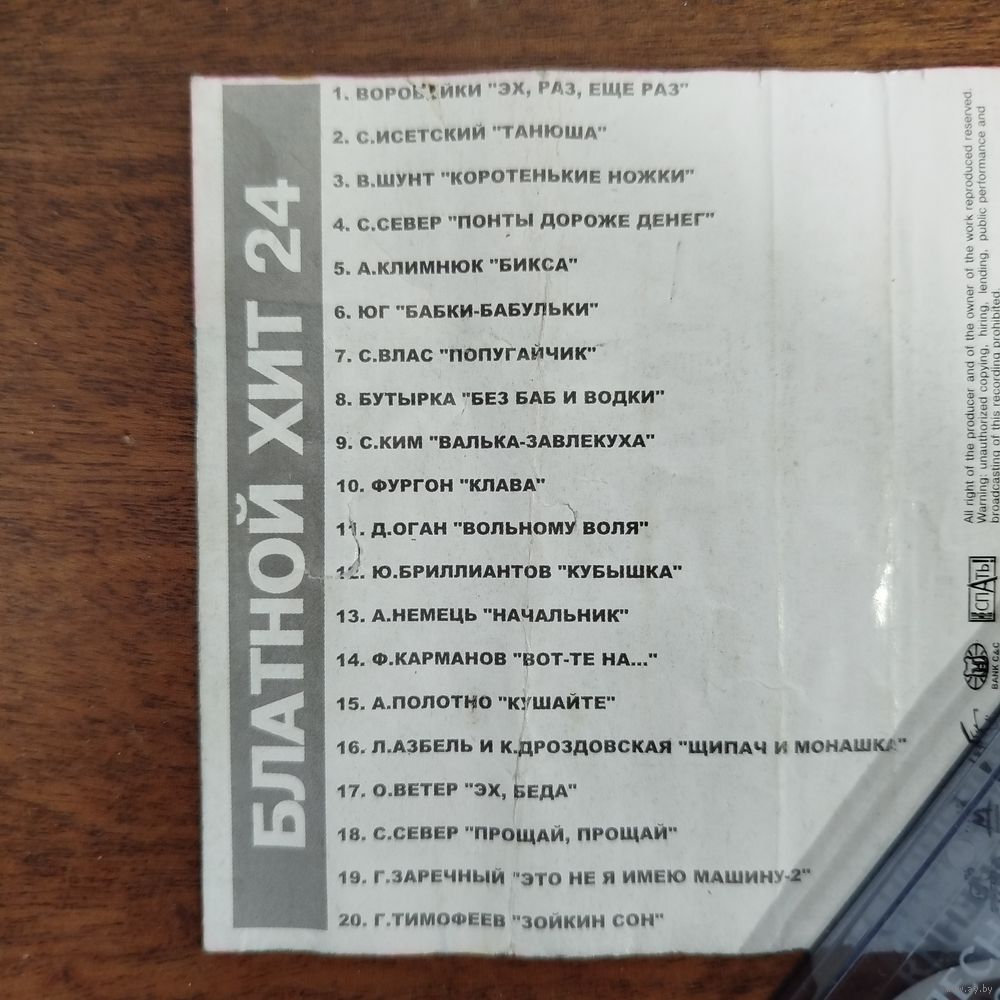 БЛАТНОЙ ХИТ 24
1. ВОРОВАЙКИ "ЭХ, РАЗ, ЕЩЕ РАЗ"
2. С.ИСЕТСКИЙ "ТАНЮША"
3. В.ШУНТ "КОРОТЕНЬКИЕ НОЖКИ"
4. С.СЕВЕР "ПОНТЫ ДОРОЖЕ ДЕНЕГ"
5. А.КЛИМНЮК "БИКСА"
6. ЮГ "БАБКИ-БАБУЛЬКИ"
7. С.ВЛАС "ПОПУГАЙЧИК"
8. БУТЫРКА "БЕЗ БАБ И ВОДКИ"
9. С.КИМ "ВАЛЬКА-ЗАВЛЕКУХА"
10. ФУРГОН "КЛАВА"
11. Д.ОГАН "ВОЛЬНОМУ ВОЛЯ"
12. Ю.БРИЛЛИАНТОВ "КУБЫШКА"
13. А.НЕМЕЦЬ "НАЧАЛЬНИК"
14. Ф.КАРМАНОВ "ВОТ-ТЕ НА..."
15. А.ПОЛОТНО "КУШАЙТЕ"
16. Л.АЗБЕЛЬ И К.ДРОЗДОВСКАЯ "ЩИПАЧ И МОНАШКА"
17. О.ВЕТЕР "ЭХ, БЕДА"
18. С.СЕВЕР "ПРОЩАЙ, ПРОЩАЙ"
19. Г.ЗАРЕЧНЫЙ "ЭТО НЕ Я ИМЕЮ МАШИНУ-2"
20. Г.ТИМОФЕЕВ "ЗОЙКИН СОН"
All right of the producer and of the owner of the work reproduced reserved.
Warning: unauthorized copying, hiring, lending, public performance and
broadcasting of this recording prohibited.
BANK C&C
www.ay.by